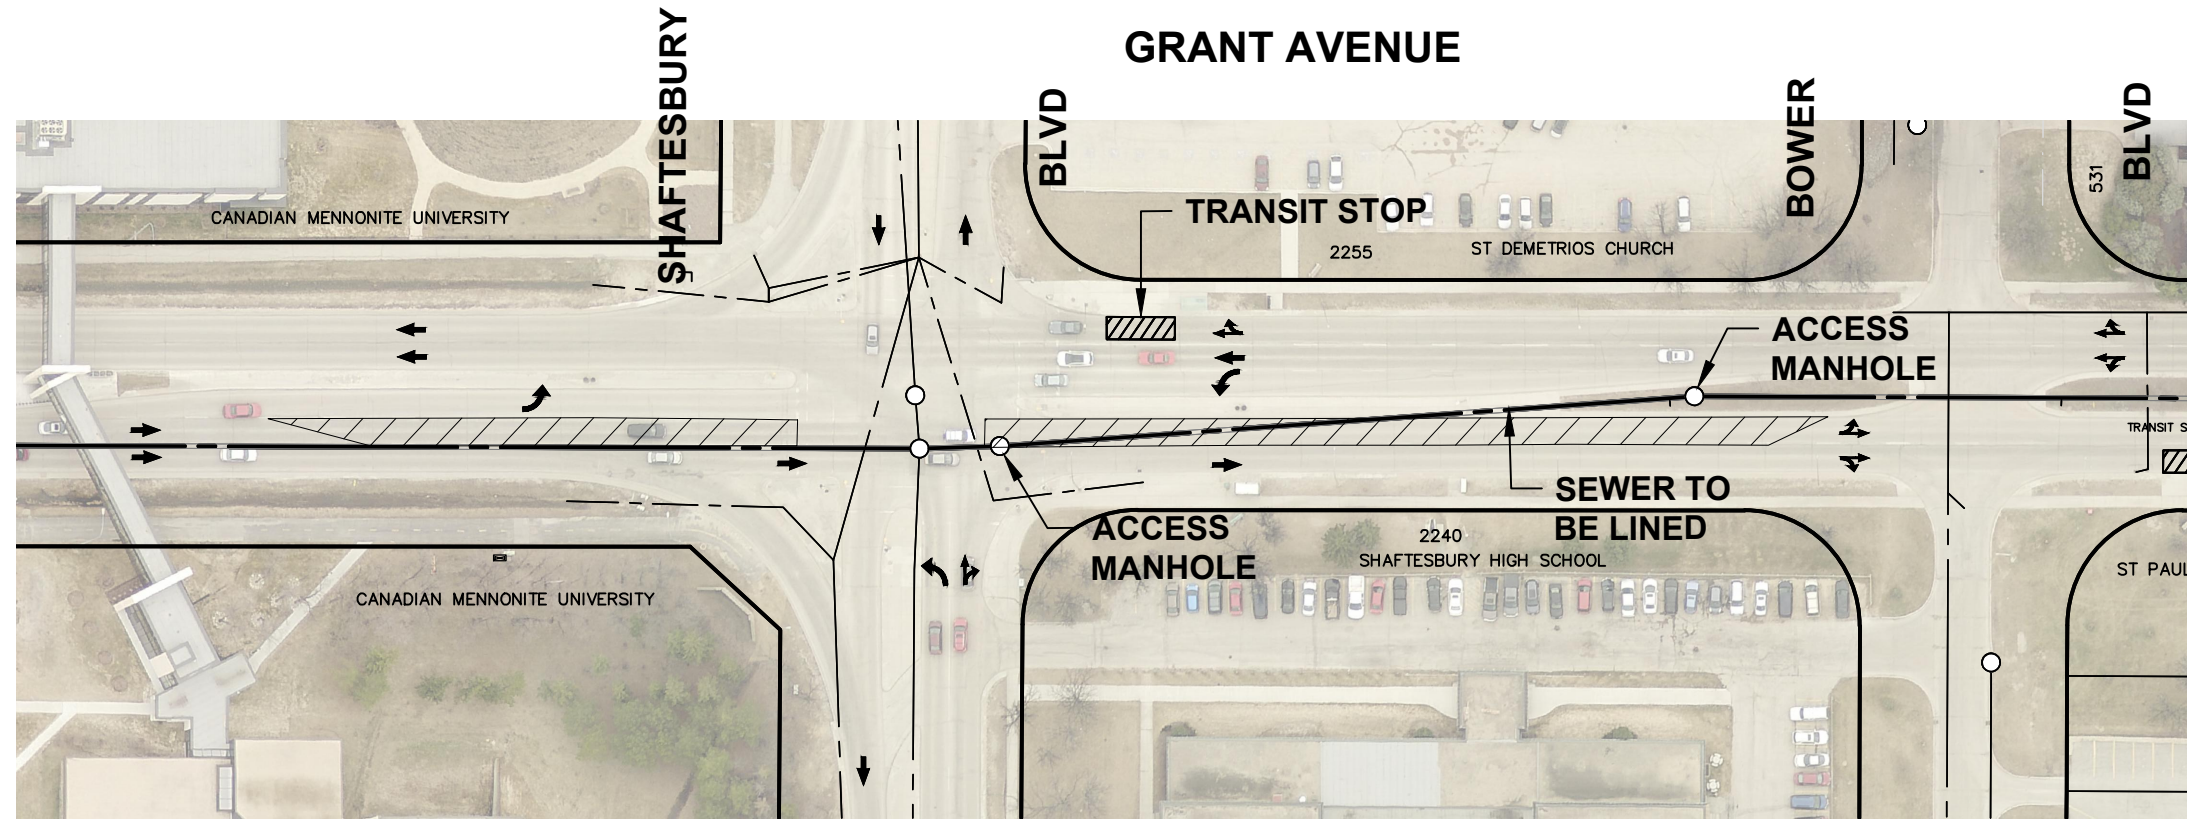 GRANT AVENUE
SHAFTESBURY
BLVD
BOWER
BLVD
531
CANADIAN MENNONITE UNIVERSITY
TRANSIT STOP
2255
ST DEMETRIOS CHURCH
ACCESS
MANHOLE
TRANSIT S
SEWER TO
BE LINED
ACCESS
MANHOLE
2240
SHAFTESBURY HIGH SCHOOL
ST PAUL
CANADIAN MENNONITE UNIVERSITY